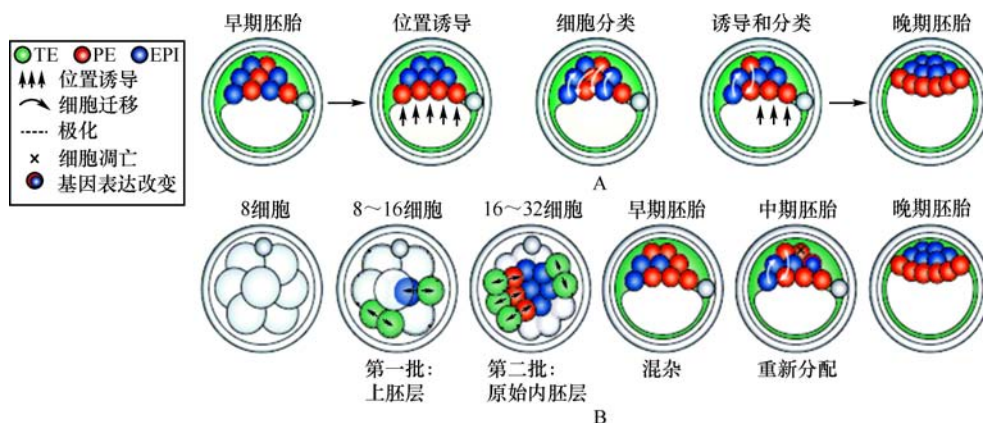 早期胚胎 位置诱导 细胞分类 诱导和分类 晚期胚胎
TE PE EPI
位置诱导
细胞迁移
极化
细胞凋亡
基因表达改变
A
8细胞 8～16细胞 16～32细胞 早期胚胎 中期胚胎 晚期胚胎
第一批： 第二批： 混杂 重新分配
上胚层 原始内胚层
B